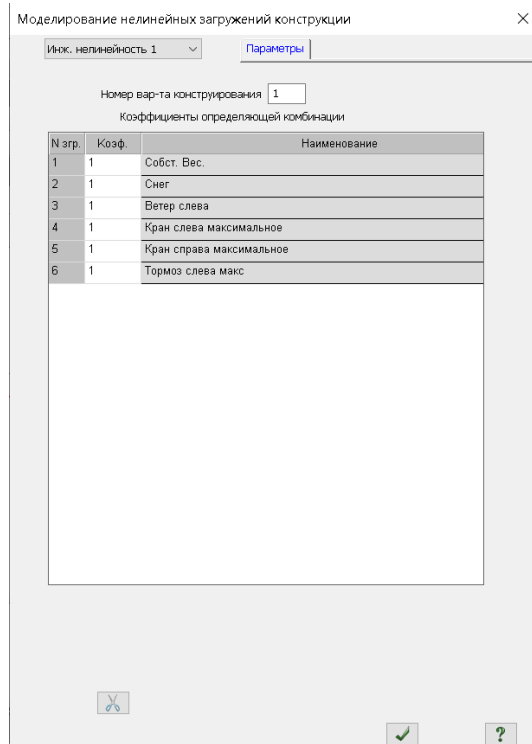 Моделирование нелинейных загружений конструкции
Инж. нелинейность 1 Параметры
Номер вар-та конструирования 1
Коэффициенты определяющей комбинации
N згр. Коэф. Наименование
1 1 Собст. Вес.
2 1 Снег
3 1 Ветер слева
4 1 Кран слева максимальное
5 1 Кран справа максимальное
6 1 Тормоз слева макс
?